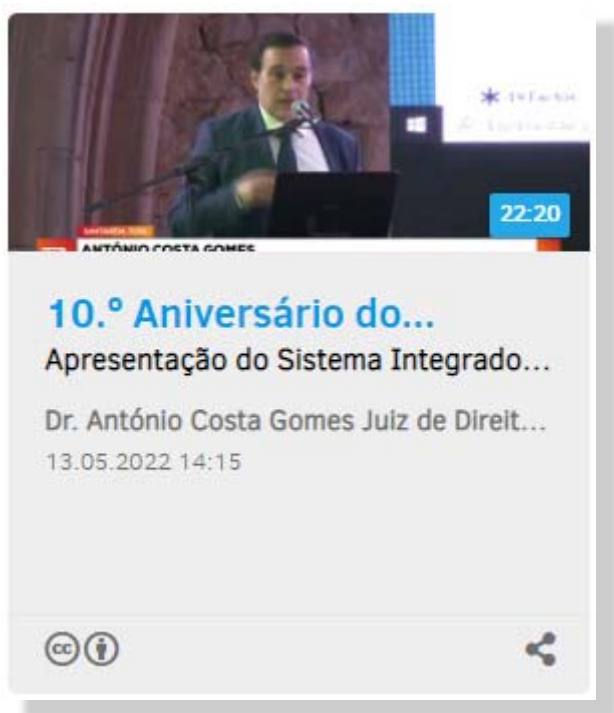 22:20
ANTÓNIO COSTA GOMES
10.º Aniversário do...
Apresentação do Sistema Integrado...
Dr. António Costa Gomes Juiz de Direit...
13.05.2022 14:15
cc